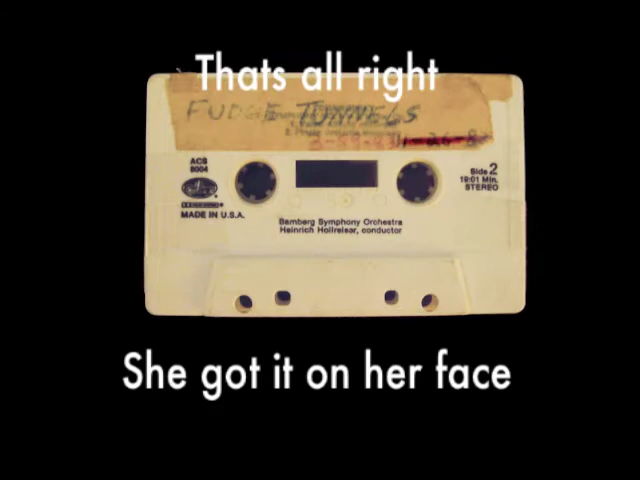 Thats all right
FUDGE TUNNELS
ACS
8004
MADE IN U.S.A.
Side 2
19:01 Min.
STEREO
Bamberg Symphony Orchestra
Heinrich Hollreiser, conductor
She got it on her face